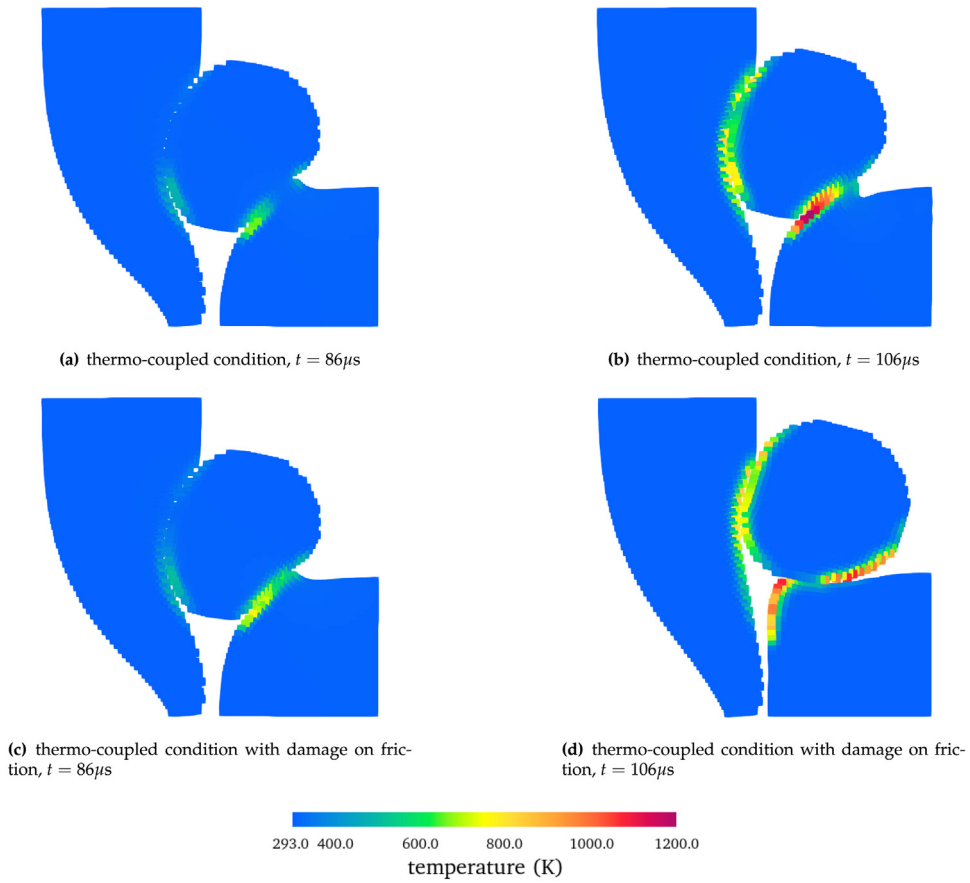 (a) thermo-coupled condition, t = 86μs
(b) thermo-coupled condition, t = 106μs
(c) thermo-coupled condition with damage on fric-
tion, t = 86μs
(d) thermo-coupled condition with damage on fric-
tion, t = 106μs
293.0 400.0 600.0 800.0 1000.0 1200.0
temperature (K)